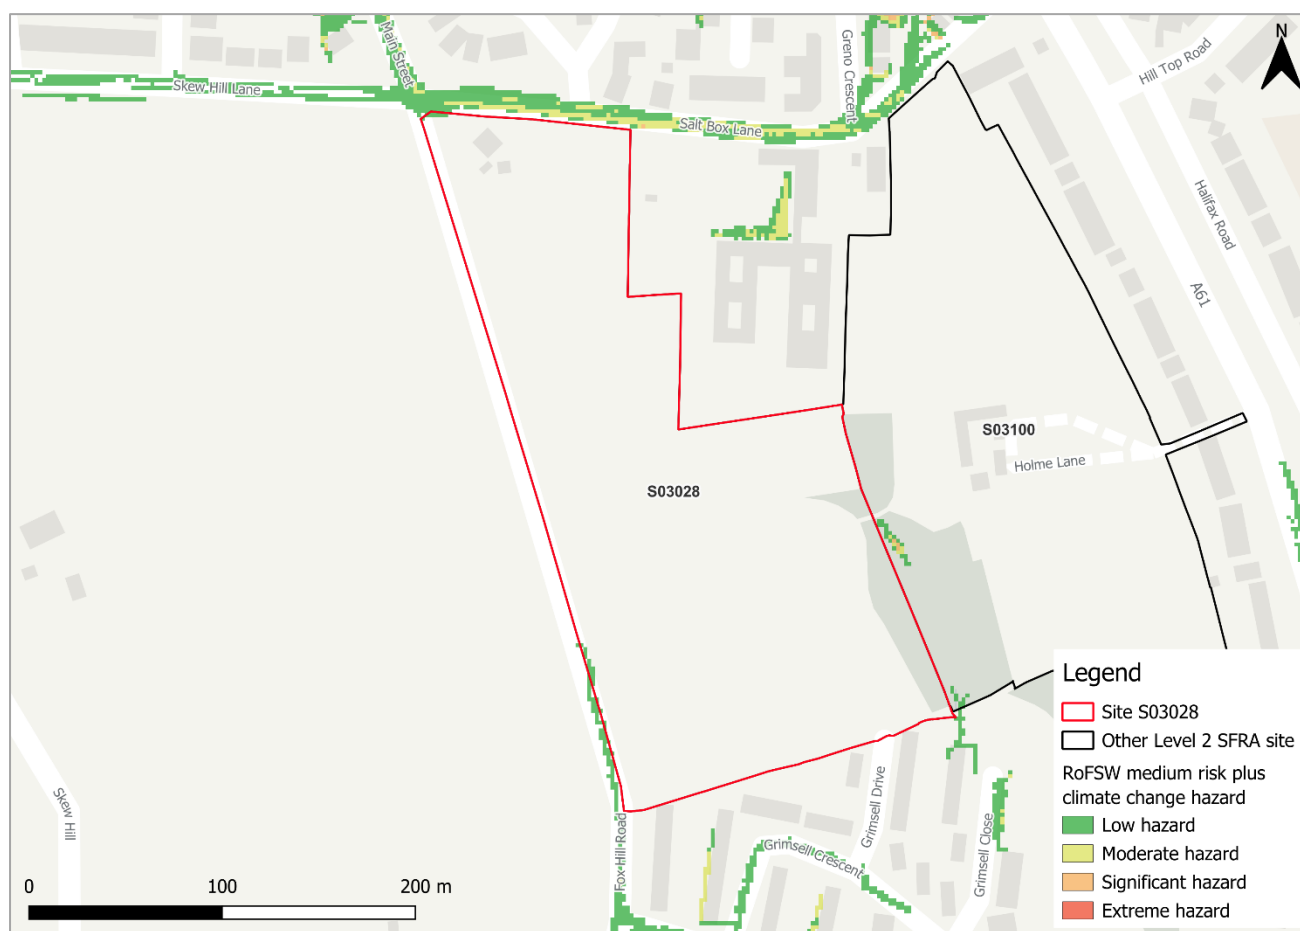 N
Main Street
Greno Crescent
Hill Top Road
Skew Hill Lane
Salt Box Lane
Halifax Road
A61
S03100
Holme Lane
S03028
Skew Hill
Fox Hill Road
Grimsell Drive
Grimsell Crescent
Grimsell Close
0 100 200 m
Legend
Site S03028
Other Level 2 SFRA site
RoFSW medium risk plus
climate change hazard
Low hazard
Moderate hazard
Significant hazard
Extreme hazard